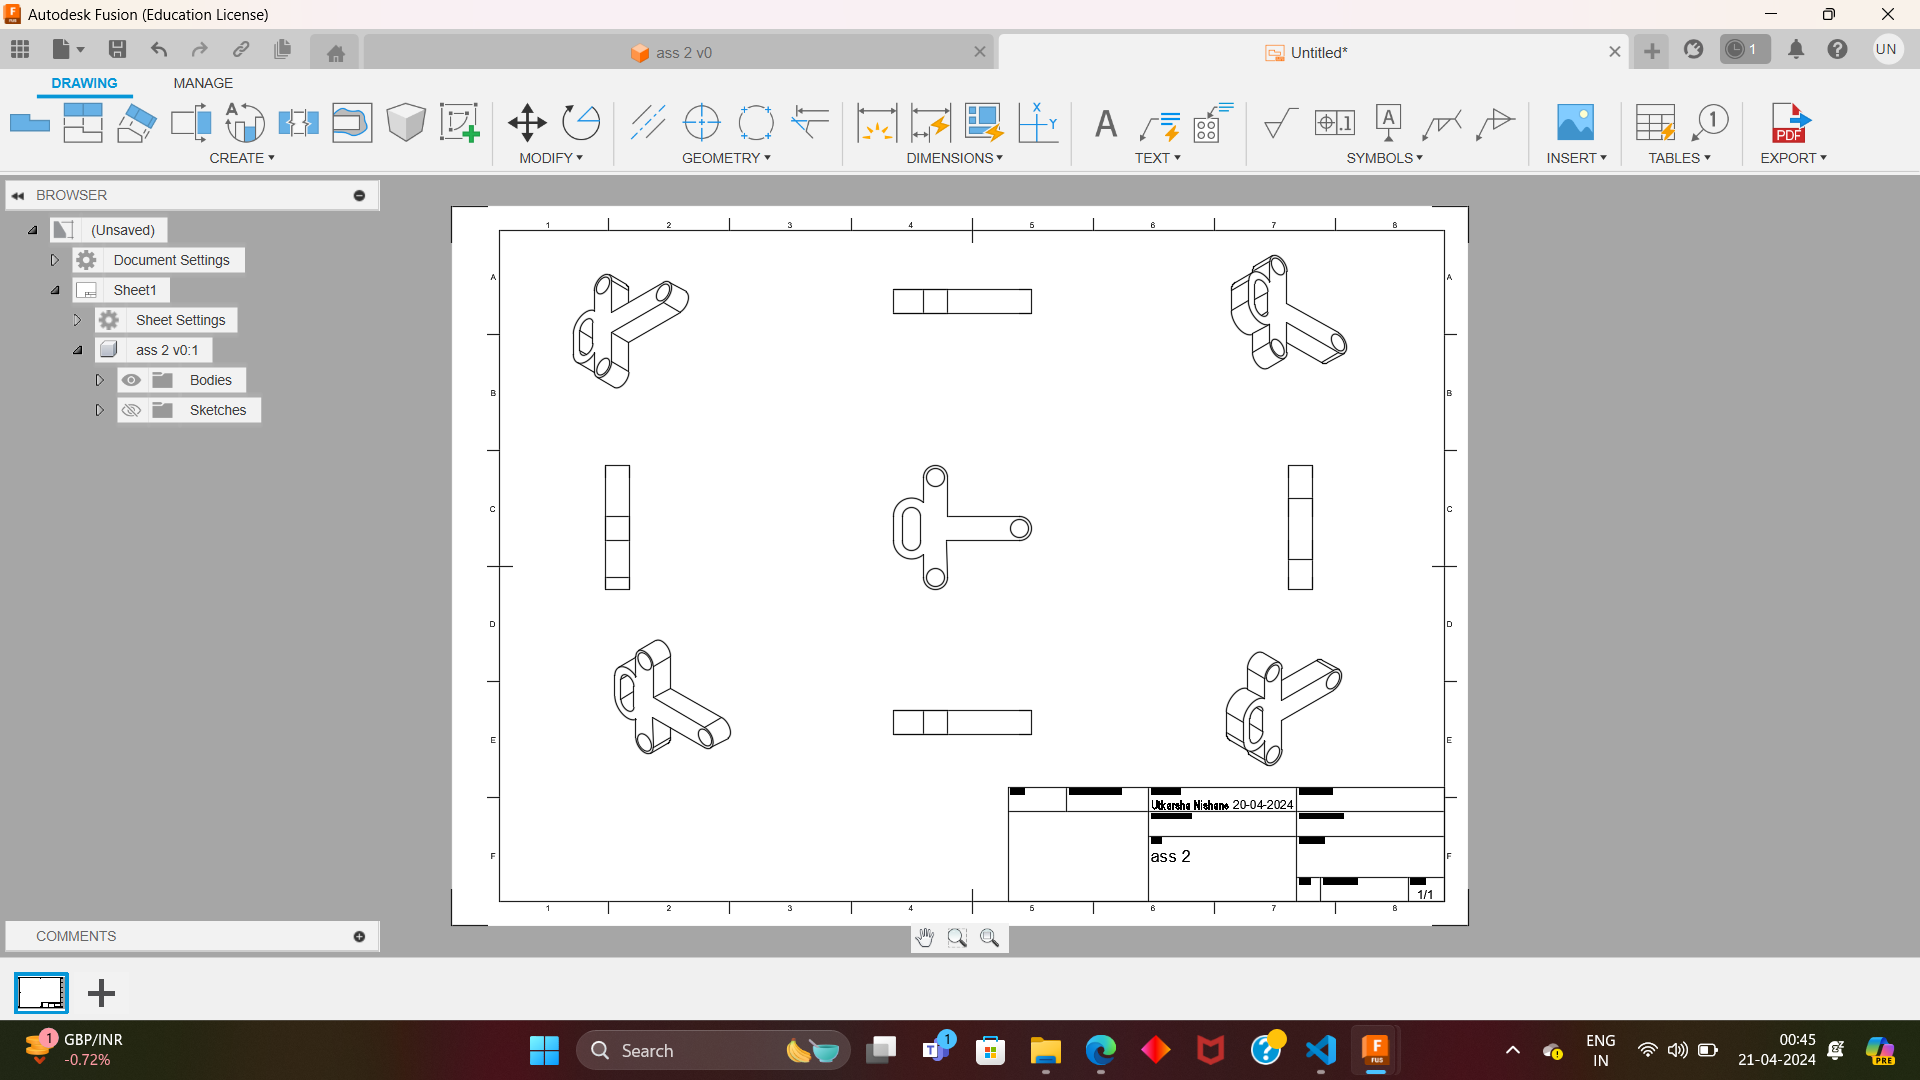 Autodesk Fusion (Education License)
ass 2 v0
Untitled*
1
UN
DRAWING MANAGE
CREATE MODIFY GEOMETRY DIMENSIONS TEXT SYMBOLS INSERT TABLES EXPORT
BROWSER
(Unsaved)
Document Settings
Sheet1
Sheet Settings
ass 2 v0:1
Bodies
Sketches
1 2 3 4 5 6 7 8
A A
B B
C C
D D
E E
F F
Utkarsha Nishane 20-04-2024
ass 2
1/1
1 2 3 4 5 6 7 8
COMMENTS
1
GBP/INR
-0.72%
Search
1
ENG
IN
00:45
21-04-2024
PRE